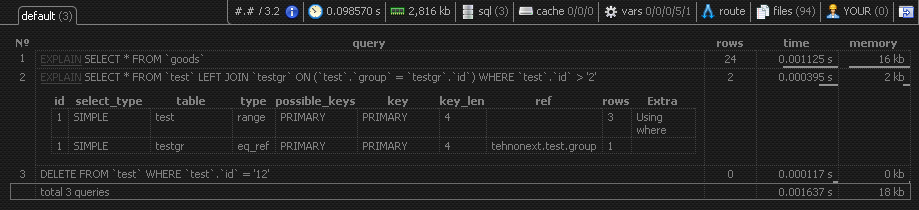 #.# / 3.2 0.098570 s 2,816 kb sql (3) cache 0/0/0 vars 0/0/0/5/1 route files (94) YOUR (0)
default (3)
Nº query rows time memory
1 EXPLAIN SELECT * FROM `goods` 24 0.001125 s 16 kb
2 EXPLAIN SELECT * FROM `test` LEFT JOIN `testgr` ON (`test`.`group` = `testgr`.`id`) WHERE `test`.`id` > '2' 2 0.000395 s 2 kb
id select_type table type possible_keys key key_len ref rows Extra
1 SIMPLE test range PRIMARY PRIMARY 4 3 Using
where
1 SIMPLE testgr eq_ref PRIMARY PRIMARY 4 tehnonext.test.group 1
3 DELETE FROM `test` WHERE `test`.`id` = '12' 0 0.000117 s 0 kb
total 3 queries 0.001637 s 18 kb